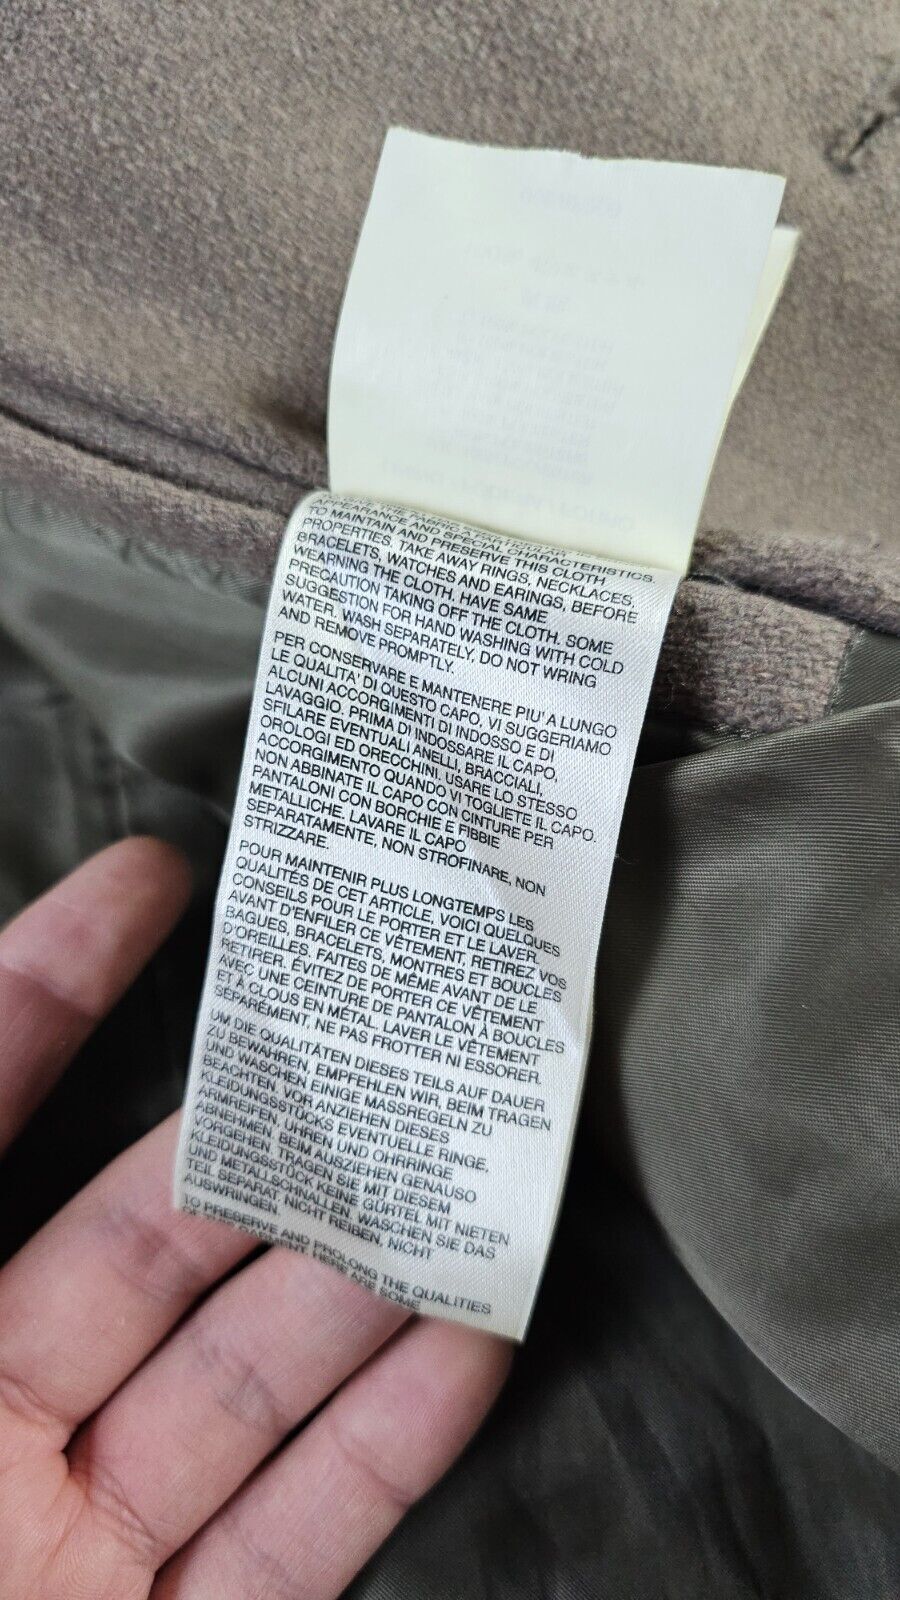 THE FABRIC
APPEARANCE AND SPECIAL CHARACTERISTICS.
TO MAINTAIN AND PRESERVE THIS CLOTH
PROPERTIES, TAKE AWAY RINGS, NECKLACES,
BRACELETS, WATCHES AND EARINGS, BEFORE
WEARNING THE CLOTH, HAVE SAME
PRECAUTION TAKING OFF THE CLOTH, SOME
SUGGESTION FOR HAND WASHING WITH COLD
WATER. WASH SEPARATELY, DO NOT WRING
AND REMOVE PROMPTLY.
PER CONSERVARE E MANTENERE PIU' A LUNGO
LE QUALITA' DI QUESTO CAPO, VI SUGGERIAMO
ALCUNI ACCORGIMENTI DI INDOSSO E DI
LAVAGGIO. PRIMA DI INDOSSARE IL CAPO,
SFILARE EVENTUALI ANELLI, BRACCIALI,
OROLOGI ED ORECCHINI, USARE LO STESSO
ACCORGIMENTO QUANDO VI TOGLIETE IL CAPO.
NON ABBINATE IL CAPO CON CINTURE PER
PANTALONI CON BORCHIE E FIBBIE
METALLICHE. LAVARE IL CAPO
SEPARATAMENTE, NON STROFINARE, NON
STRIZZARE.
POUR MAINTENIR PLUS LONGTEMPS LES
QUALITÉS DE CET ARTICLE, VOICI QUELQUES
CONSEILS POUR LE PORTER ET LE LAVER.
AVANT D'ENFILER CE VÊTEMENT, RETIREZ VOS
BAGUES, BRACELETS, MONTRES ET BOUCLES
D'OREILLES, FAITES DE MÊME AVANT DE LE
RETIRER. ÉVITEZ DE PORTER CE VÊTEMENT
AVEC UNE CEINTURE DE PANTALON À BOUCLES
ET À CLOUS EN MÉTAL. LAVER LE VÊTEMENT
SÉPARÉMENT, NE PAS FROTTER NI ESSORER.
UM DIE QUALITÄTEN DIESES TEILS AUF DAUER
ZU BEWAHREN, EMPFEHLEN WIR, BEIM TRAGEN
UND WASCHEN EINIGE MASSREGELN ZU
BEACHTEN. VOR ANZIEHEN DIESES
KLEIDUNGSSTÜCKS EVENTUELLE RINGE,
ARMREIFEN, UHREN UND OHRRINGE
ABNEHMEN, BEIM AUSZIEHEN GENAUSO
VORGEHEN. TRAGEN SIE MIT DIESEM
KLEIDUNGSSTÜCK KEINE GÜRTEL MIT NIETEN
UND METALLSCHNALLEN. WASCHEN SIE DAS
TEIL SEPARAT, NICHT REIBEN, NICHT
AUSWRINGEN.
TO PRESERVE AND PROLONG THE QUALITIES
HERE ARE SOME